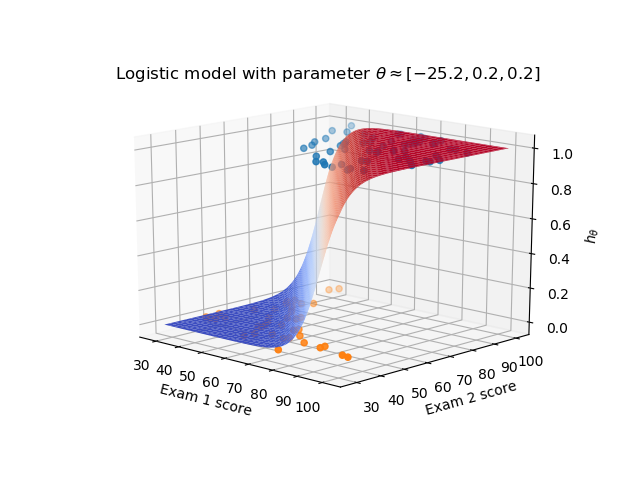 Logistic model with parameter θ ≈ [−25.2, 0.2, 0.2]
1.0
0.8
0.6
0.4
0.2
0.0
hθ
30 40 50 60 70 80 90 100
Exam 1 score
30 40 50 60 70 80 90 100
Exam 2 score